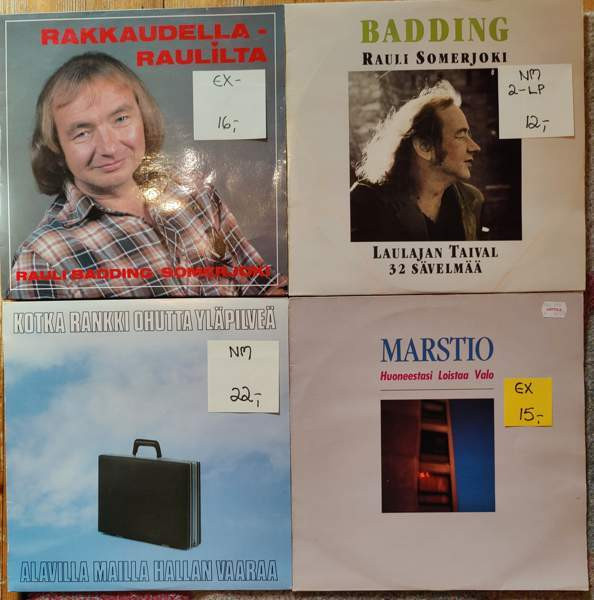 RAKKAUDELLA -
RAULILTA
EX-
16,-
RAULI BADDING SOMERJOKI
BADDING
RAULI SOMERJOKI
NM
2-LP
12,-
LAULAJAN TAIVAL
32 SÄVELMÄÄ
KOTKA RANKKI OHUTTA YLÄPILVEÄ
NM
22,-
ALAVILLA MAILLA HALLAN VAARAA
MARSTIO
Huoneestasi Loistaa Valo
EX
15,-